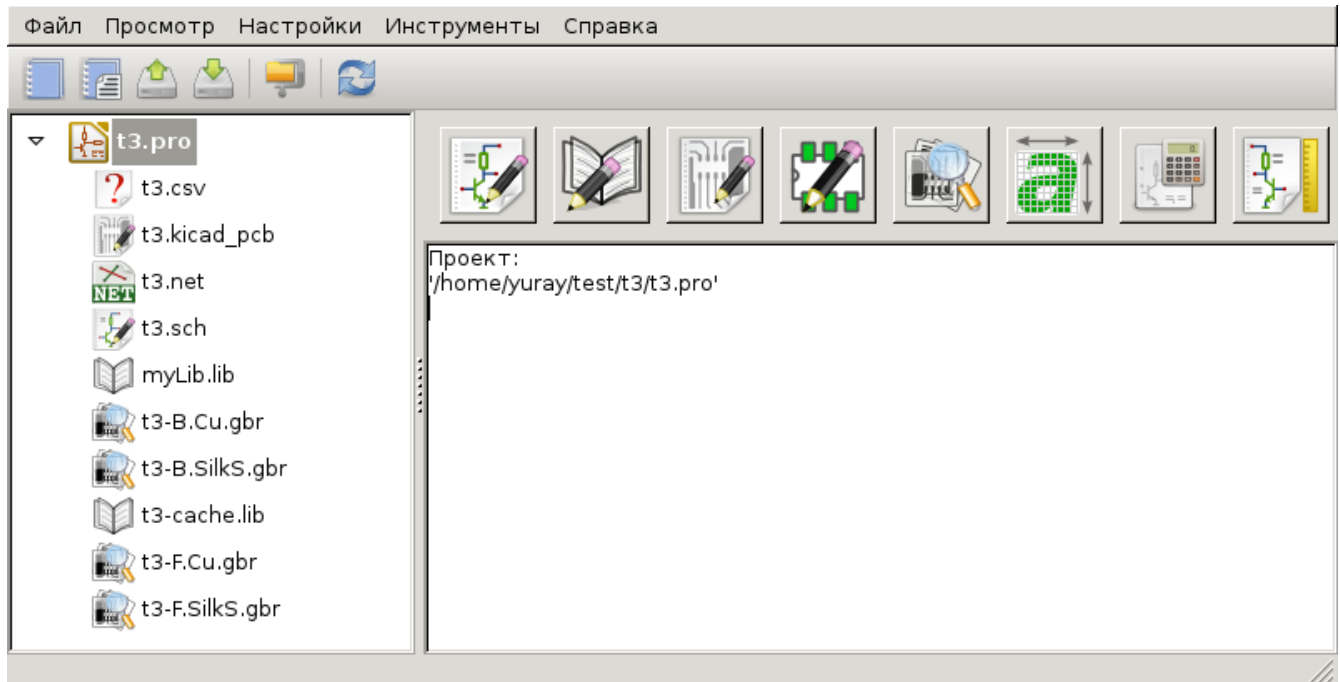 Файл Просмотр Настройки Инструменты Справка
t3.pro
t3.csv
t3.kicad_pcb
NET t3.net
t3.sch
myLib.lib
t3-B.Cu.gbr
t3-B.SilkS.gbr
t3-cache.lib
t3-F.Cu.gbr
t3-F.SilkS.gbr
a
Проект:
'/home/yuray/test/t3/t3.pro'